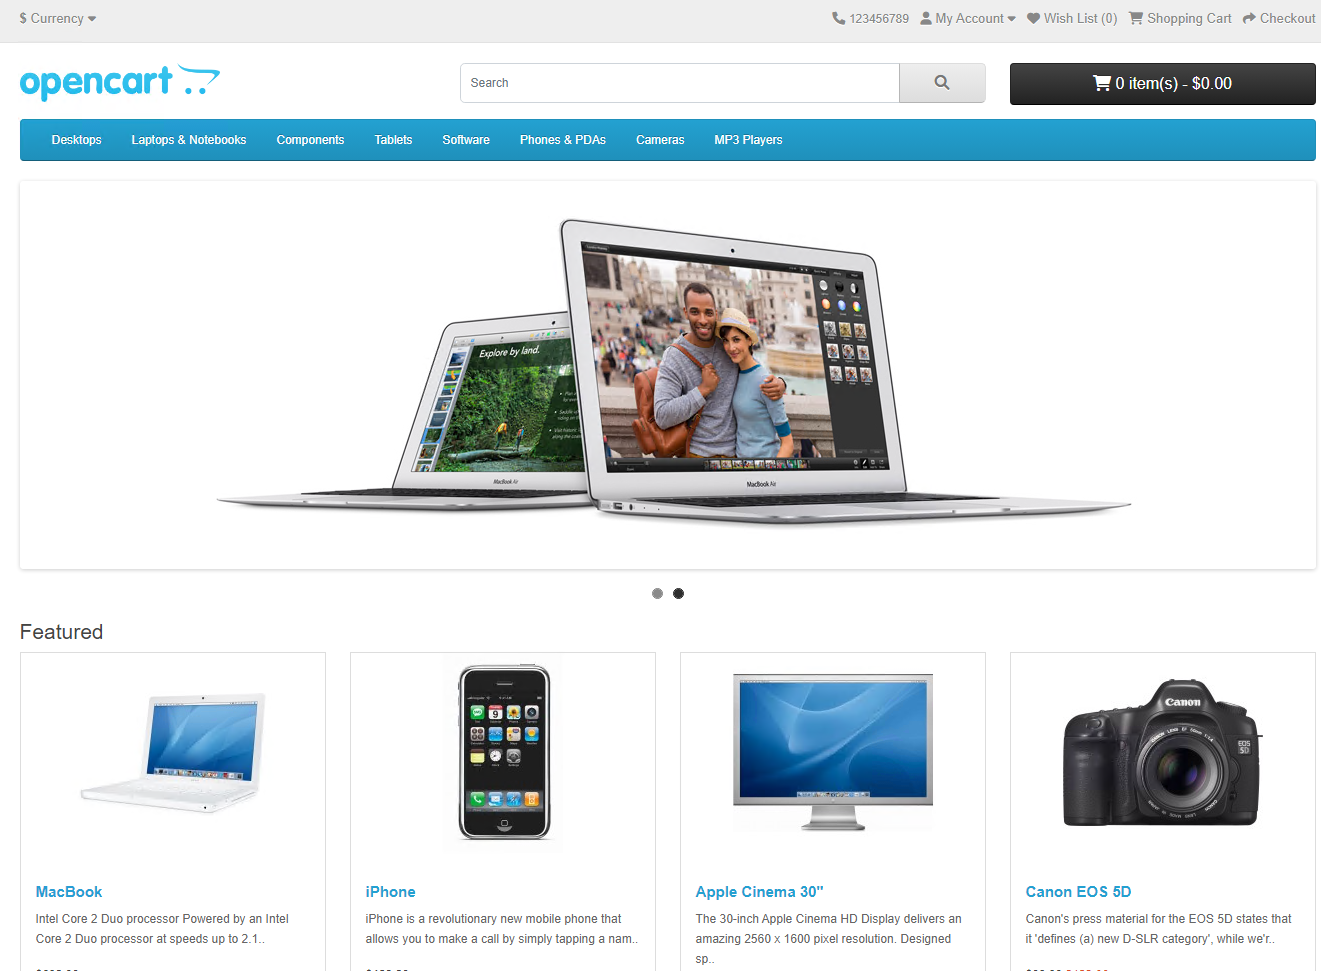 $ Currency
123456789 My Account Wish List (0) Shopping Cart Checkout
opencart
Search
0 item(s) - $0.00
Desktops Laptops & Notebooks Components Tablets Software Phones & PDAs Cameras MP3 Players
Explore by land.
MacBook Air
MacBook Air
Featured
Canon
EOS
5D
MacBook
Intel Core 2 Duo processor Powered by an Intel
Core 2 Duo processor at speeds up to 2.1..
iPhone
iPhone is a revolutionary new mobile phone that
allows you to make a call by simply tapping a nam..
Apple Cinema 30"
The 30-inch Apple Cinema HD Display delivers an
amazing 2560 x 1600 pixel resolution. Designed
sp..
Canon EOS 5D
Canon's press material for the EOS 5D states that
it 'defines (a) new D-SLR category', while we'r..